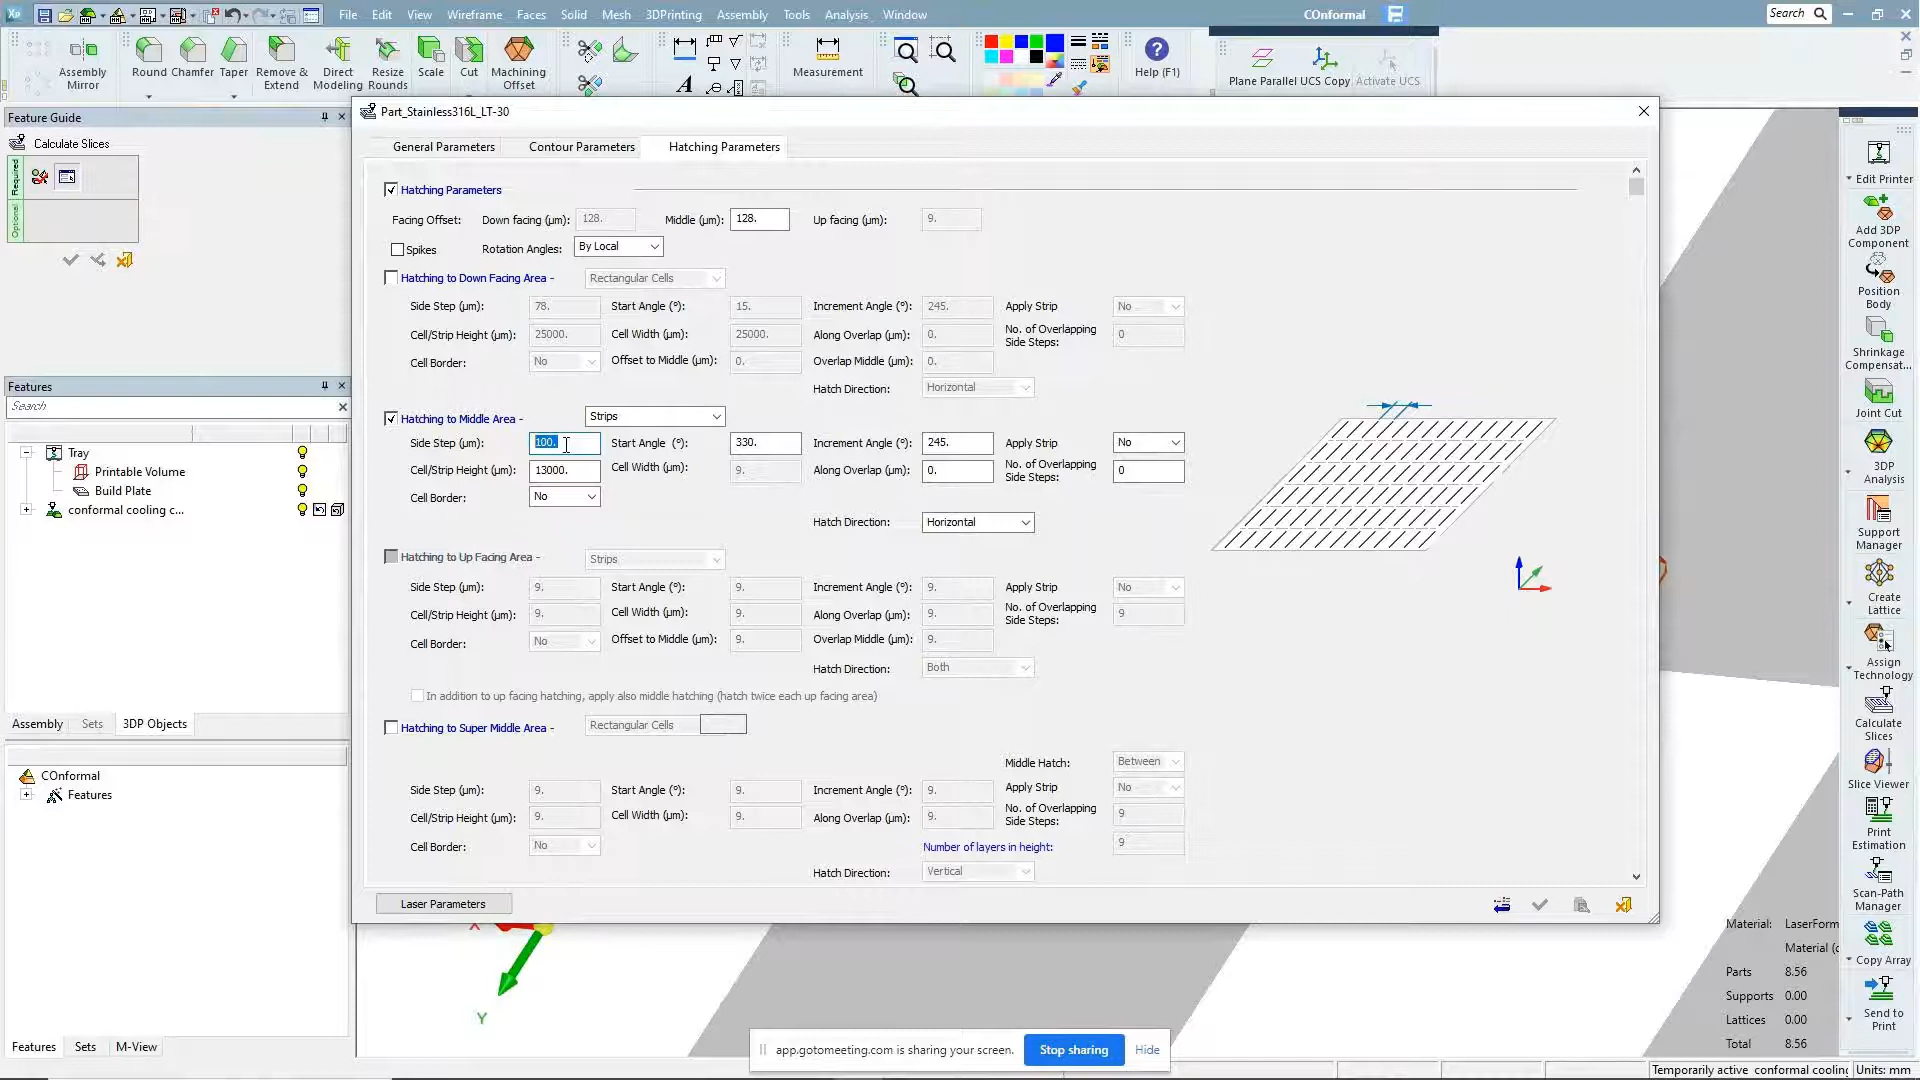 File Edit View Wireframe Faces Solid Mesh 3DPrinting Assembly Tools Analysis Window
COnformal
Search
Assembly Mirror
Round
Chamfer
Taper
Remove & Extend
Direct Modeling
Resize Rounds
Scale
Cut
Machining Offset
Measurement
Help (F1)
Plane Parallel UCS Copy Activate UCS
Feature Guide
Calculate Slices
Required
Optional
Features
Search
Tray
Printable Volume
Build Plate
conformal cooling c...
Assembly Sets 3DP Objects
COnformal
Features
Features Sets M-View
Part_Stainless316L_LT-30
General Parameters Contour Parameters Hatching Parameters
Hatching Parameters
Facing Offset: Down facing (µm): 128. Middle (µm): 128. Up facing (µm): 9.
Spikes Rotation Angles: By Local
Hatching to Down Facing Area - Rectangular Cells
Side Step (µm): 78. Start Angle (°): 15. Increment Angle (°): 245. Apply Strip No
Cell/Strip Height (µm): 25000. Cell Width (µm): 25000. Along Overlap (µm): 0. No. of Overlapping Side Steps: 0
Cell Border: No Offset to Middle (µm): 0. Overlap Middle (µm): 0.
Hatch Direction: Horizontal
Hatching to Middle Area - Strips
Side Step (µm): 100. Start Angle (°): 330. Increment Angle (°): 245. Apply Strip No
Cell/Strip Height (µm): 13000. Cell Width (µm): 9. Along Overlap (µm): 0. No. of Overlapping Side Steps: 0
Cell Border: No
Hatch Direction: Horizontal
Hatching to Up Facing Area - Strips
Side Step (µm): 9. Start Angle (°): 9. Increment Angle (°): 9. Apply Strip No
Cell/Strip Height (µm): 9. Cell Width (µm): 9. Along Overlap (µm): 9. No. of Overlapping Side Steps: 9
Cell Border: No Offset to Middle (µm): 9. Overlap Middle (µm): 9.
Hatch Direction: Both
In addition to up facing hatching, apply also middle hatching (hatch twice each up facing area)
Hatching to Super Middle Area - Rectangular Cells
Middle Hatch: Between
Side Step (µm): 9. Start Angle (°): 9. Increment Angle (°): 9. Apply Strip No
Cell/Strip Height (µm): 9. Cell Width (µm): 9. Along Overlap (µm): 9. No. of Overlapping Side Steps: 9
Cell Border: No Number of layers in height: 9
Hatch Direction: Vertical
Laser Parameters
Edit Printer
Add 3DP Component
Position Body
Shrinkage Compensat...
Joint Cut
3DP Analysis
Support Manager
Create Lattice
Assign Technology
Calculate Slices
Slice Viewer
Print Estimation
Scan-Path Manager
Copy Array
Send to Print
Material: LaserForm
Material (c
Parts 8.56
Supports 0.00
Lattices 0.00
Total 8.56
X
Y
app.gotomeeting.com is sharing your screen. Stop sharing Hide
Temporarily active conformal cooling Units: mm